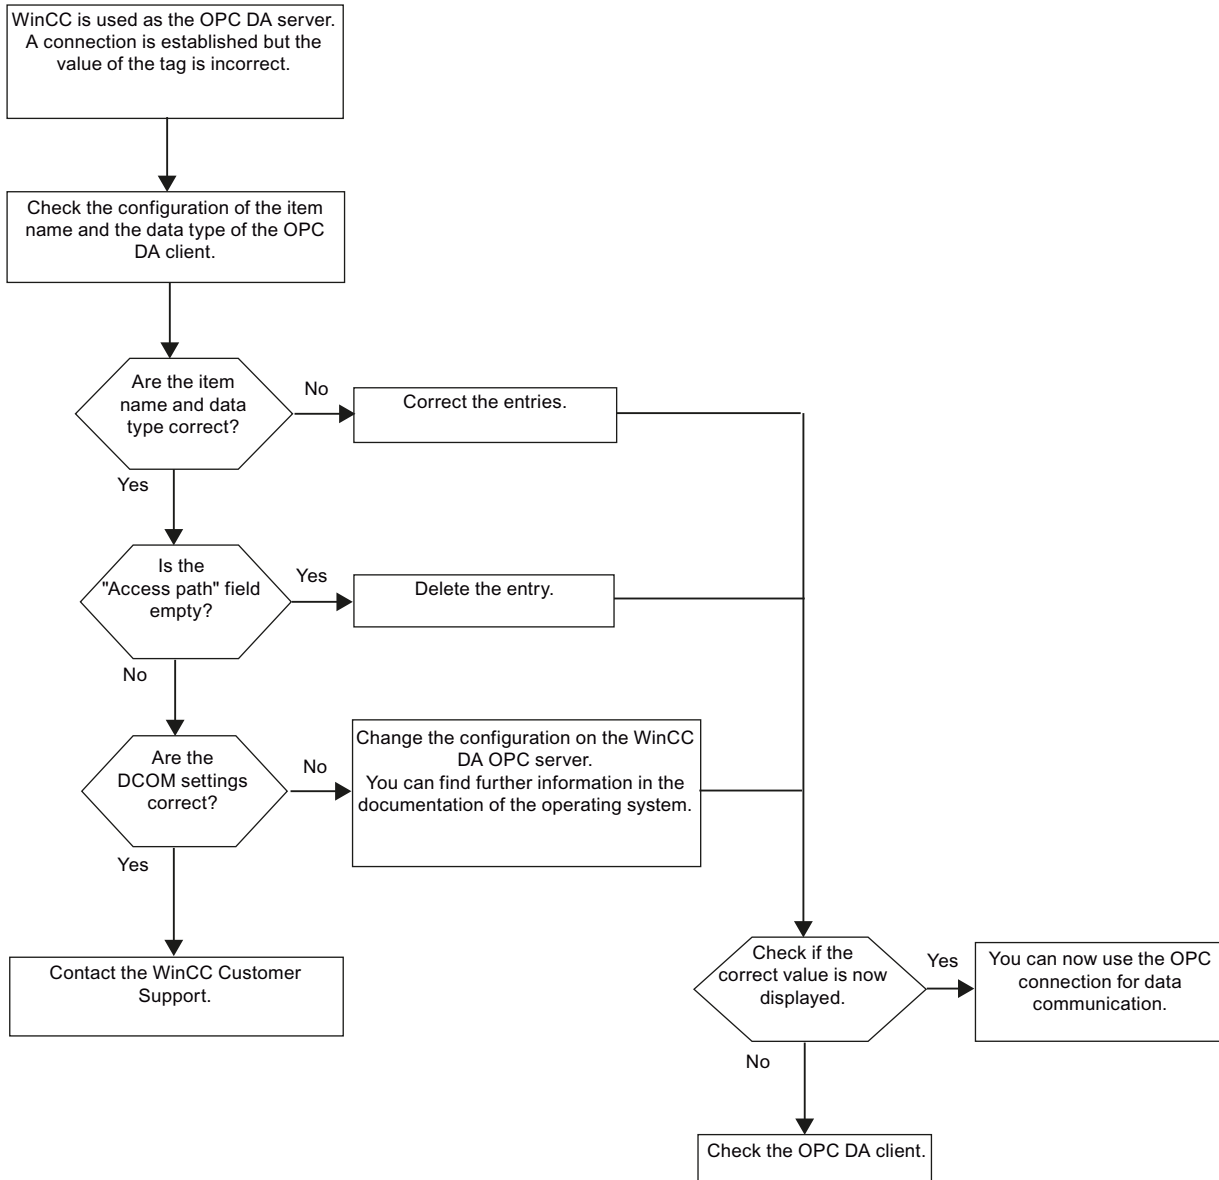 WinCC is used as the OPC DA server.
A connection is established but the
value of the tag is incorrect.
Check the configuration of the item
name and the data type of the OPC
DA client.
Are the item
name and data
type correct?
No
Correct the entries.
Yes
Is the
"Access path" field
empty?
Yes
Delete the entry.
No
Are the
DCOM settings
correct?
No
Change the configuration on the WinCC
DA OPC server.
You can find further information in the
documentation of the operating system.
Yes
Contact the WinCC Customer
Support.
Check if the
correct value is now
displayed.
Yes
You can now use the OPC
connection for data
communication.
No
Check the OPC DA client.